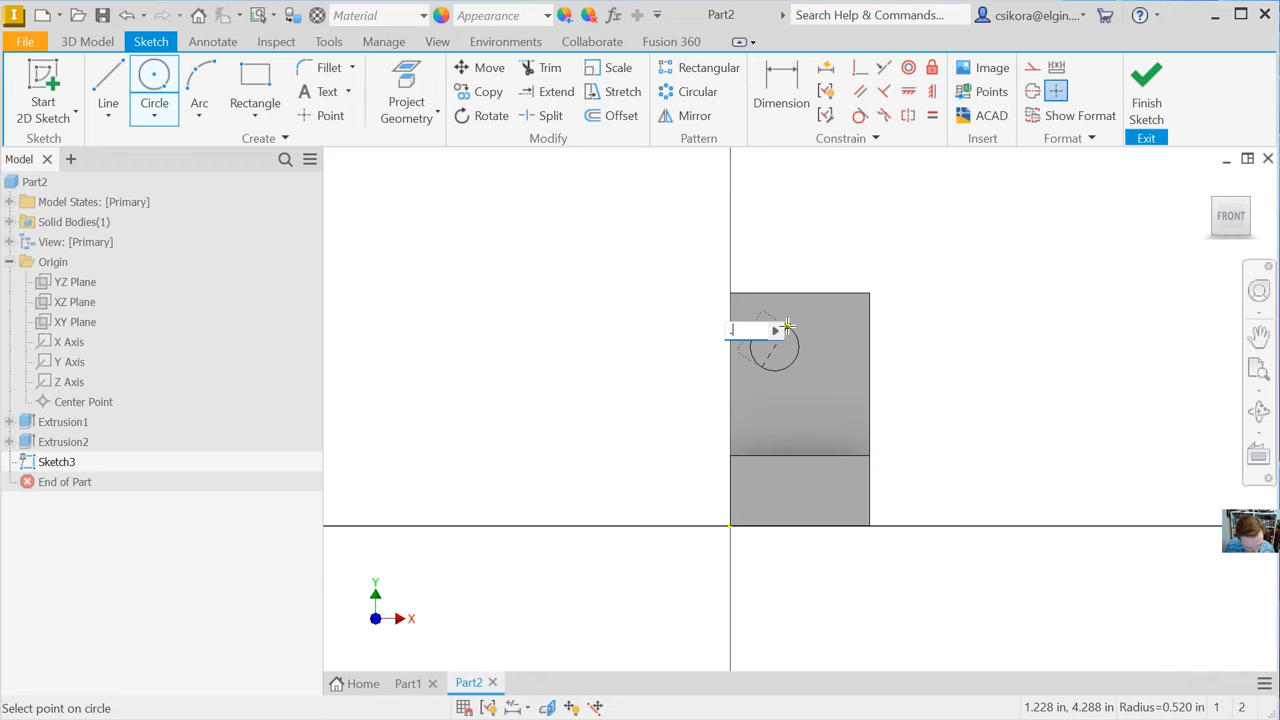 Material
Appearance
Part2
Search Help & Commands...
csikora@elgin....
File
3D Model
Sketch
Annotate
Inspect
Tools
Manage
View
Environments
Collaborate
Fusion 360
Start
2D Sketch
Line
Circle
Arc
Rectangle
Fillet
Text
Point
Project
Geometry
Move
Trim
Scale
Copy
Extend
Stretch
Rotate
Split
Offset
Rectangular
Circular
Mirror
Dimension
Image
Points
ACAD
Show Format
Finish
Sketch
Sketch
Create
Modify
Pattern
Constrain
Insert
Format
Exit
Model
Part2
Model States: [Primary]
Solid Bodies(1)
View: [Primary]
Origin
YZ Plane
XZ Plane
XY Plane
X Axis
Y Axis
Z Axis
Center Point
Extrusion1
Extrusion2
Sketch3
End of Part
FRONT
.
Y
X
Home
Part1
Part2
Select point on circle
1.228 in, 4.288 in
Radius=0.520 in
1
2